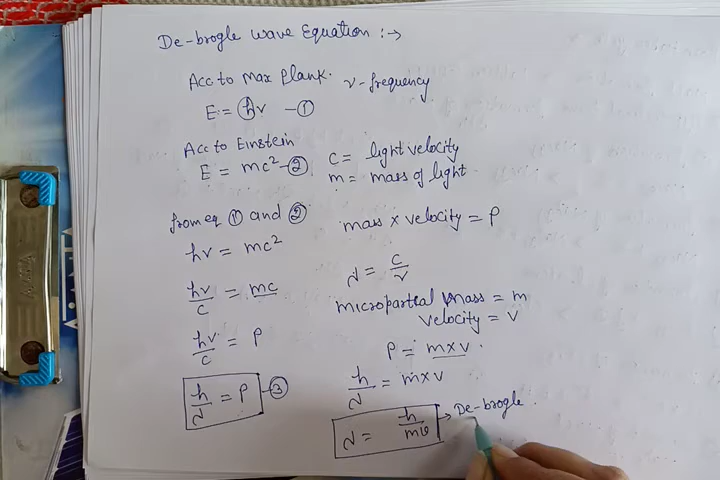 De-brogle wave Equation :→
Acc to Max Plank.
ν - frequency
E = hν - ①
Acc to Einstein
E = mc² - ②
C = light velocity
m = mass of light
from eq ① and ②
mass x velocity = P
hν = mc²
hν/c = mc
λ = c/ν
micropartical mass = m
velocity = v
hν/c = P
P = m×v.
h/λ = P - ③
h/λ = m×v
λ = h/mv → De-brogle